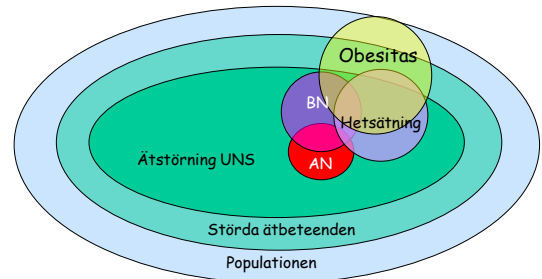 Obesitas
BN
Hetsätning
Ätstörning UNS
AN
Störda ätbeteenden
Populationen